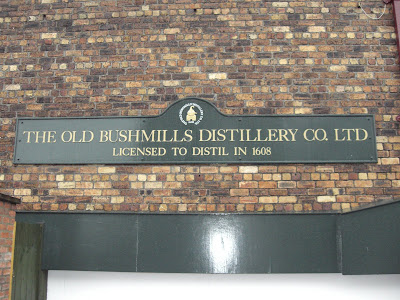 THE OLD BUSHMILLS DISTILLERY CO. LTD.
LICENSED TO DISTIL IN 1608